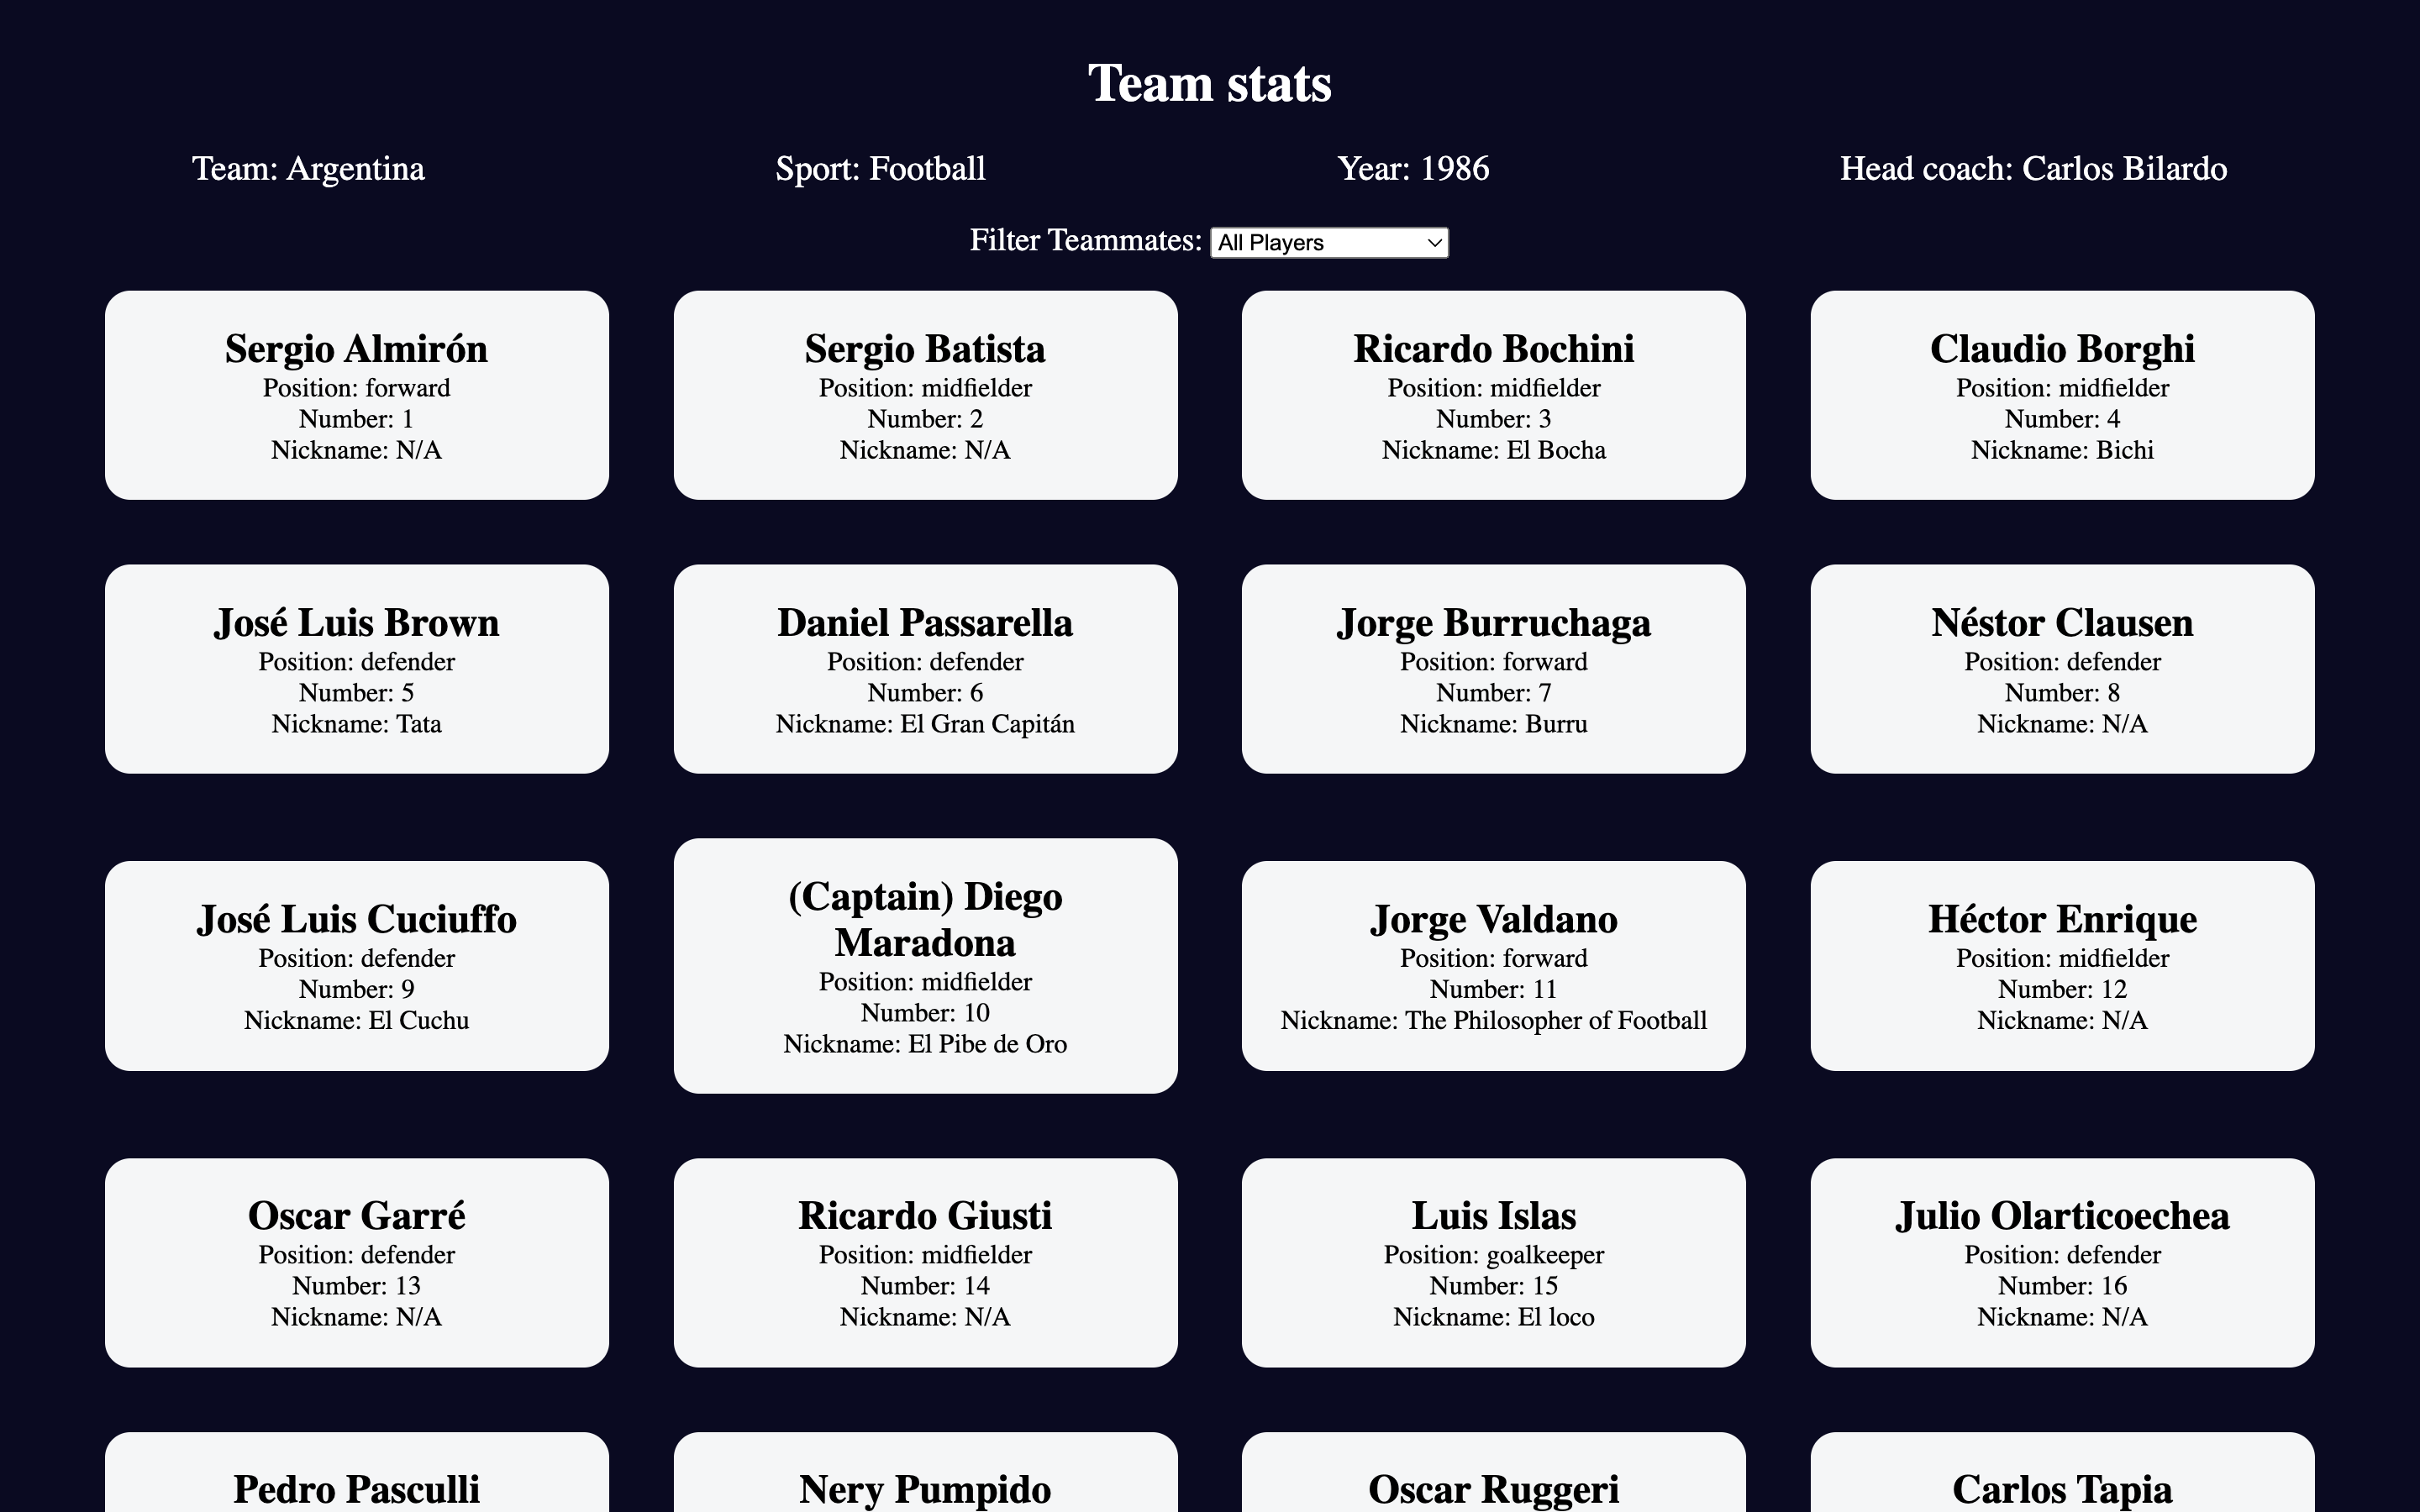 Team stats
Team: Argentina
Sport: Football
Year: 1986
Head coach: Carlos Bilardo
Filter Teammates: All Players
Sergio Almirón
Position: forward
Number: 1
Nickname: N/A
Sergio Batista
Position: midfielder
Number: 2
Nickname: N/A
Ricardo Bochini
Position: midfielder
Number: 3
Nickname: El Bocha
Claudio Borghi
Position: midfielder
Number: 4
Nickname: Bichi
José Luis Brown
Position: defender
Number: 5
Nickname: Tata
Daniel Passarella
Position: defender
Number: 6
Nickname: El Gran Capitán
Jorge Burruchaga
Position: forward
Number: 7
Nickname: Burru
Néstor Clausen
Position: defender
Number: 8
Nickname: N/A
José Luis Cuciuffo
Position: defender
Number: 9
Nickname: El Cuchu
(Captain) Diego
Maradona
Position: midfielder
Number: 10
Nickname: El Pibe de Oro
Jorge Valdano
Position: forward
Number: 11
Nickname: The Philosopher of Football
Héctor Enrique
Position: midfielder
Number: 12
Nickname: N/A
Oscar Garré
Position: defender
Number: 13
Nickname: N/A
Ricardo Giusti
Position: midfielder
Number: 14
Nickname: N/A
Luis Islas
Position: goalkeeper
Number: 15
Nickname: El loco
Julio Olarticoechea
Position: defender
Number: 16
Nickname: N/A
Pedro Pasculli
Nery Pumpido
Oscar Ruggeri
Carlos Tapia